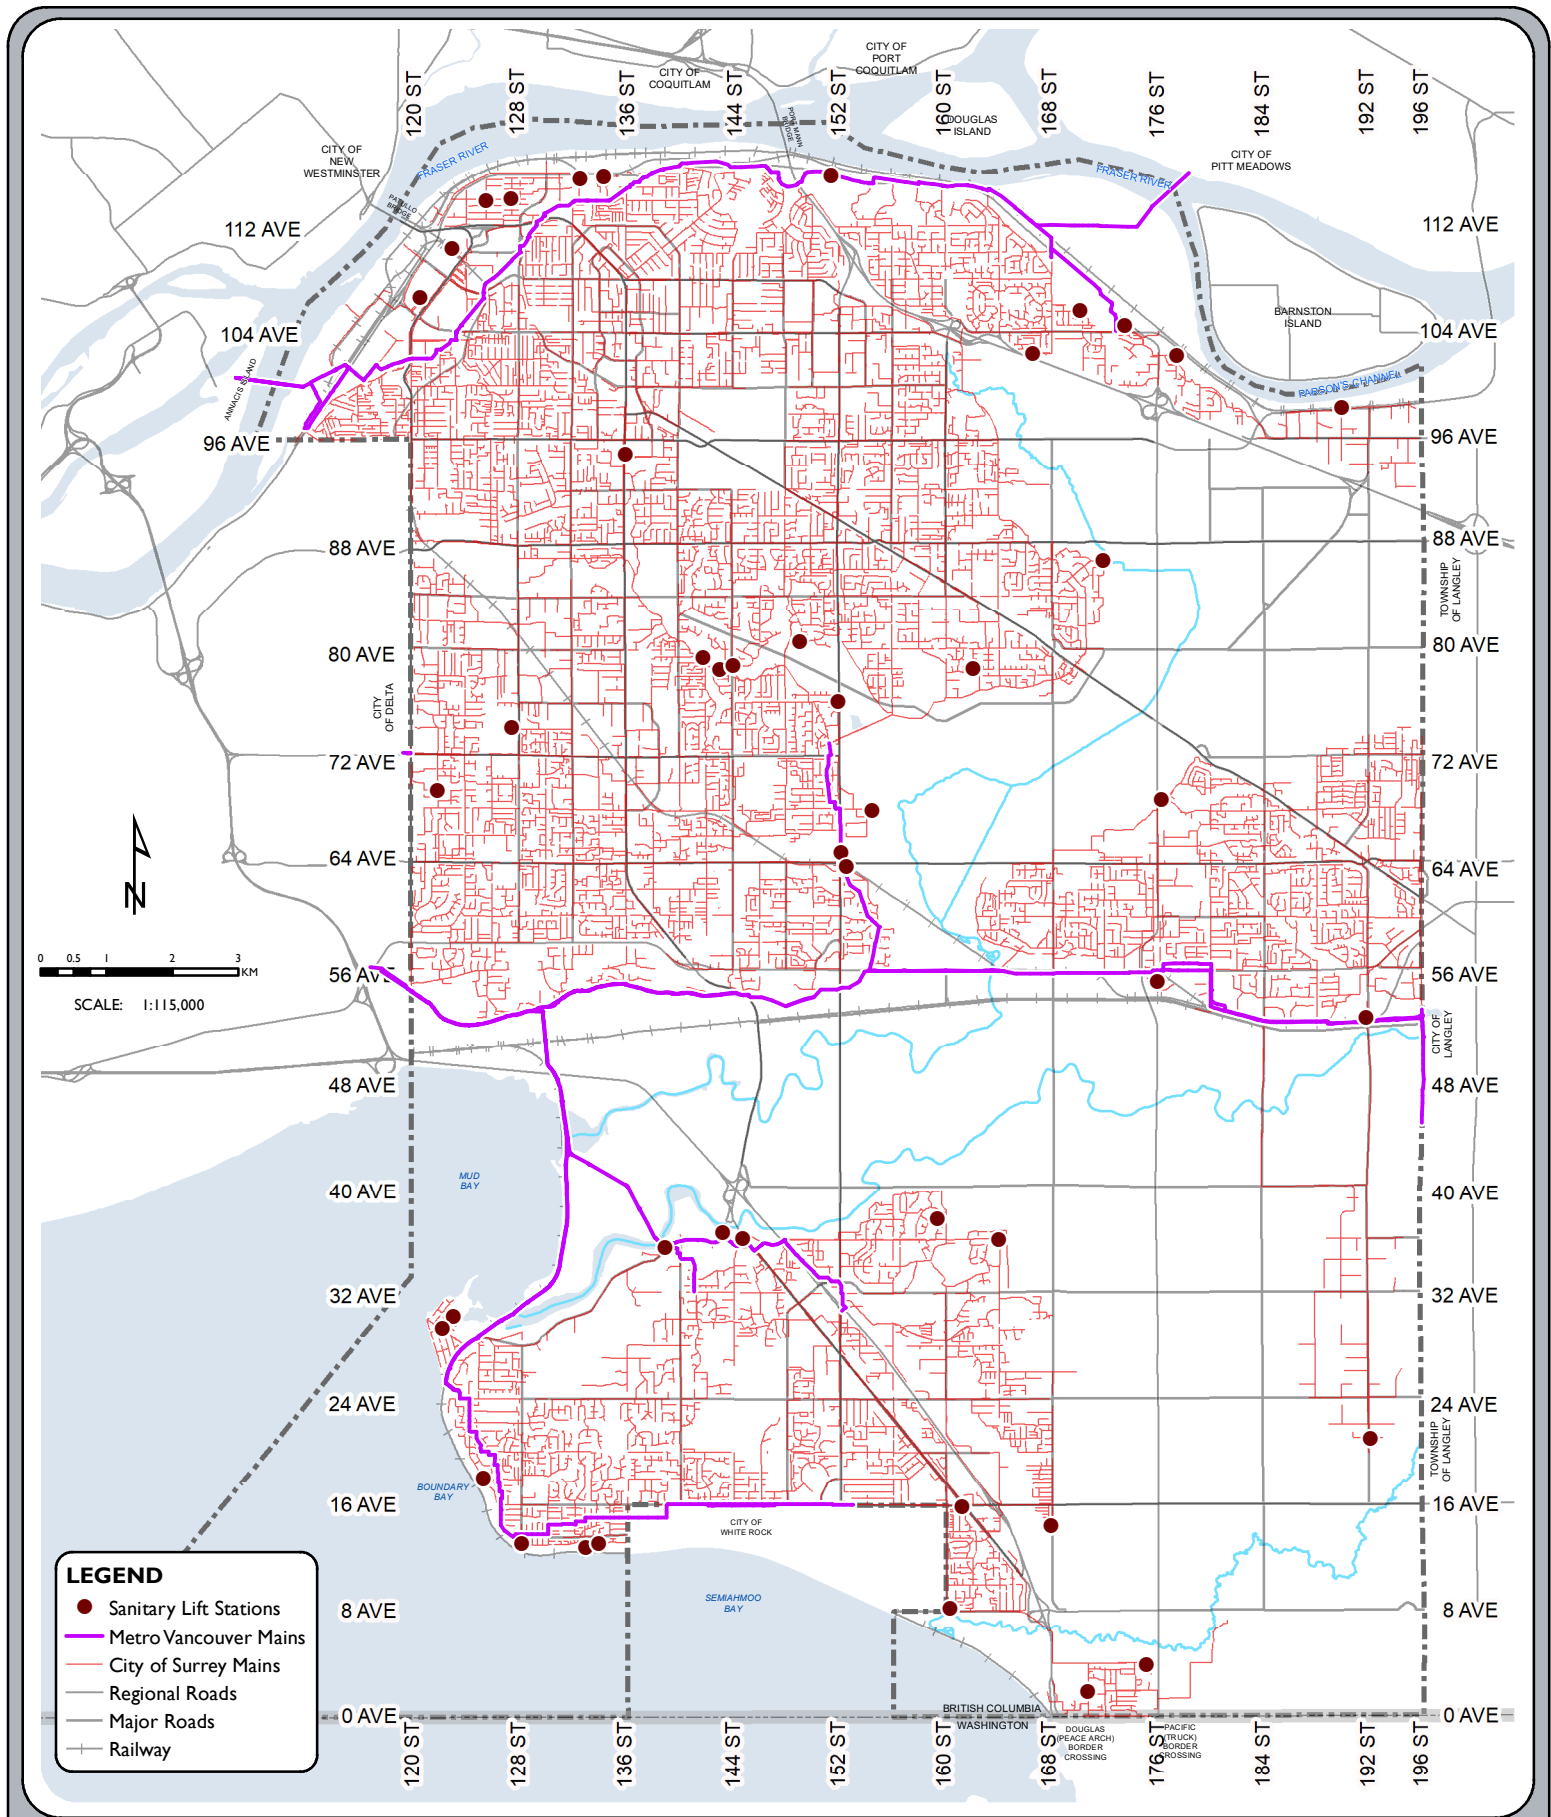 CITY OF
COQUITLAM
CITY OF
PORT
COQUITLAM
120 ST
128 ST
136 ST
144 ST
152 ST
160 ST
168 ST
176 ST
184 ST
192 ST
196 ST
PORT MANN
BRIDGE
DOUGLAS
ISLAND
CITY OF
NEW
WESTMINSTER
FRASER RIVER
FRASER RIVER
CITY OF
PITT MEADOWS
PATULLO
BRIDGE
112 AVE
112 AVE
BARNSTON
ISLAND
104 AVE
104 AVE
ANNACIS ISLAND
PARSON'S CHANNEL
96 AVE
96 AVE
88 AVE
88 AVE
TOWNSHIP
OF LANGLEY
80 AVE
80 AVE
CITY
OF DELTA
72 AVE
72 AVE
64 AVE
64 AVE
N
0 0.5 1 2 3
KM
SCALE: 1:115,000
56 AVE
56 AVE
CITY OF
LANGLEY
48 AVE
48 AVE
MUD
BAY
40 AVE
40 AVE
32 AVE
32 AVE
24 AVE
24 AVE
TOWNSHIP
OF LANGLEY
BOUNDARY
BAY
16 AVE
16 AVE
CITY OF
WHITE ROCK
SEMIAHMOO
BAY
8 AVE
8 AVE
LEGEND
Sanitary Lift Stations
Metro Vancouver Mains
City of Surrey Mains
Regional Roads
Major Roads
Railway
0 AVE
0 AVE
BRITISH COLUMBIA
WASHINGTON
DOUGLAS
(PEACE ARCH)
BORDER
CROSSING
PACIFIC
(TRUCK)
BORDER
CROSSING
120 ST
128 ST
136 ST
144 ST
152 ST
160 ST
168 ST
176 ST
184 ST
192 ST
196 ST